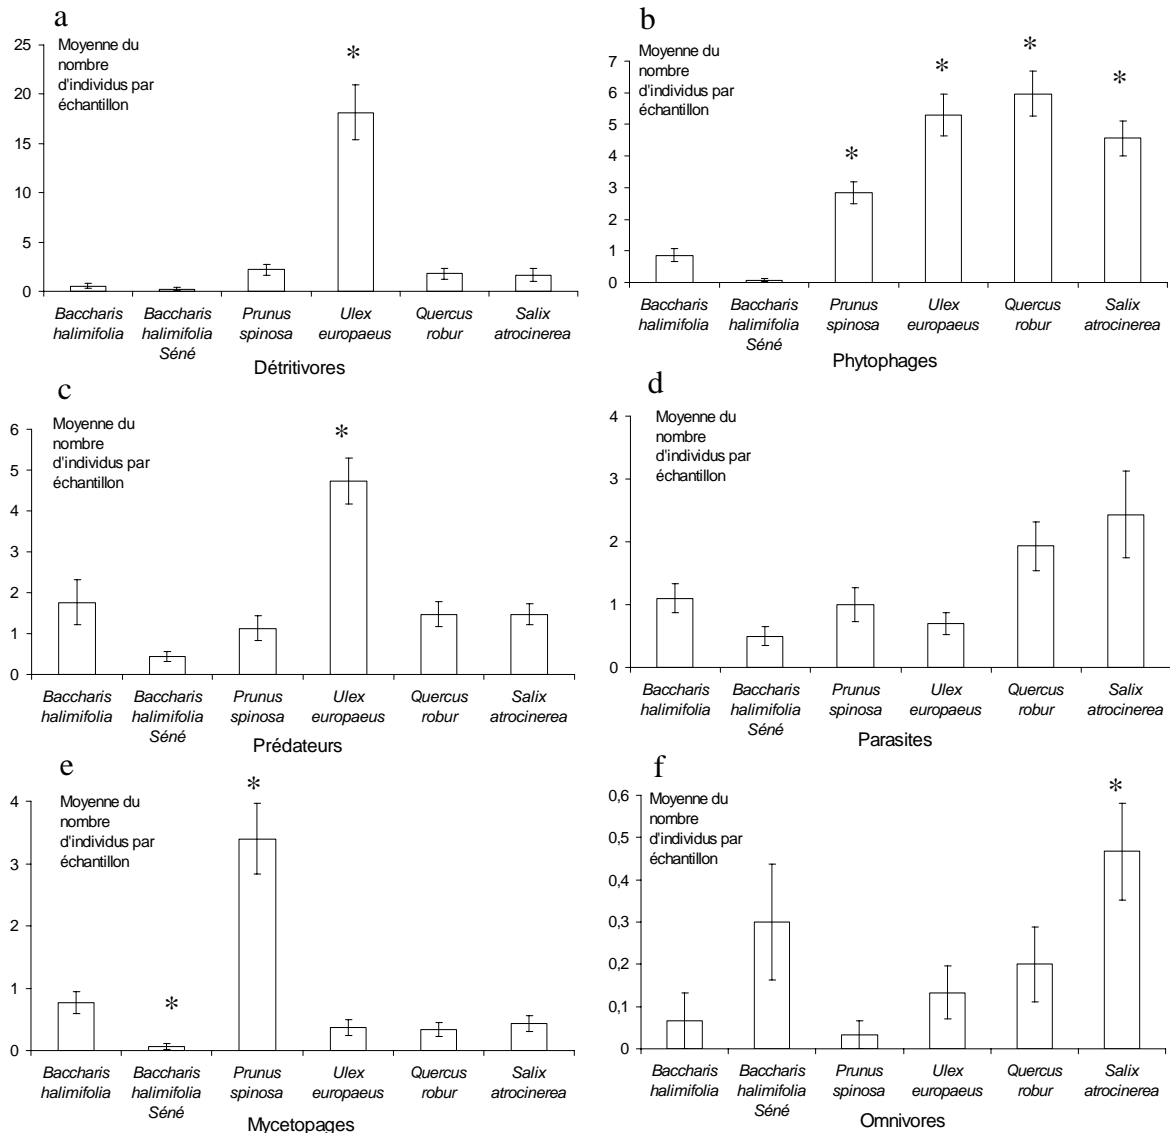 a
Moyenne du
nombre
d'individus par
échantillon
25
20
15
10
5
0
*
Baccharis halimifolia
Baccharis halimifolia Séné
Prunus spinosa
Ulex europaeus
Quercus robur
Salix atrocinerea
Détritivores
b
Moyenne du
nombre
d'individus par
échantillon
7
6
5
4
3
2
1
0
*
*
*
*
Baccharis halimifolia
Baccharis halimifolia Séné
Prunus spinosa
Ulex europaeus
Quercus robur
Salix atrocinerea
Phytophages
c
Moyenne du
nombre
d'individus par
échantillon
6
5
4
3
2
1
0
*
Baccharis halimifolia
Baccharis halimifolia Séné
Prunus spinosa
Ulex europaeus
Quercus robur
Salix atrocinerea
Prédateurs
d
Moyenne du
nombre
d'individus par
échantillon
4
3
2
1
0
Baccharis halimifolia
Baccharis halimifolia Séné
Prunus spinosa
Ulex europaeus
Quercus robur
Salix atrocinerea
Parasites
e
Moyenne du
nombre
d'individus par
échantillon
4
3
2
1
0
*
*
Baccharis halimifolia
Baccharis halimifolia Séné
Prunus spinosa
Ulex europaeus
Quercus robur
Salix atrocinerea
Mycetopages
f
Moyenne du
nombre
d'individus par
échantillon
0,6
0,5
0,4
0,3
0,2
0,1
0
*
Baccharis halimifolia
Baccharis halimifolia Séné
Prunus spinosa
Ulex europaeus
Quercus robur
Salix atrocinerea
Omnivores